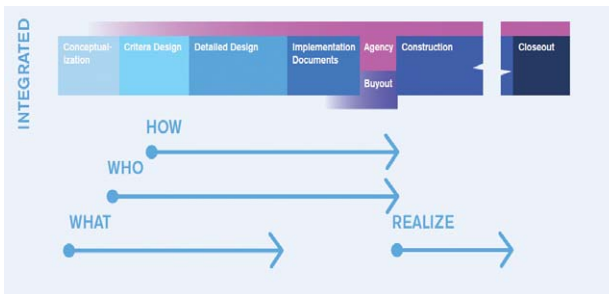 INTEGRATED
Conceptual-
ization
Critera Design
Detailed Design
Implementation
Documents
Agency
Buyout
Construction
Closeout
HOW
WHO
WHAT
REALIZE